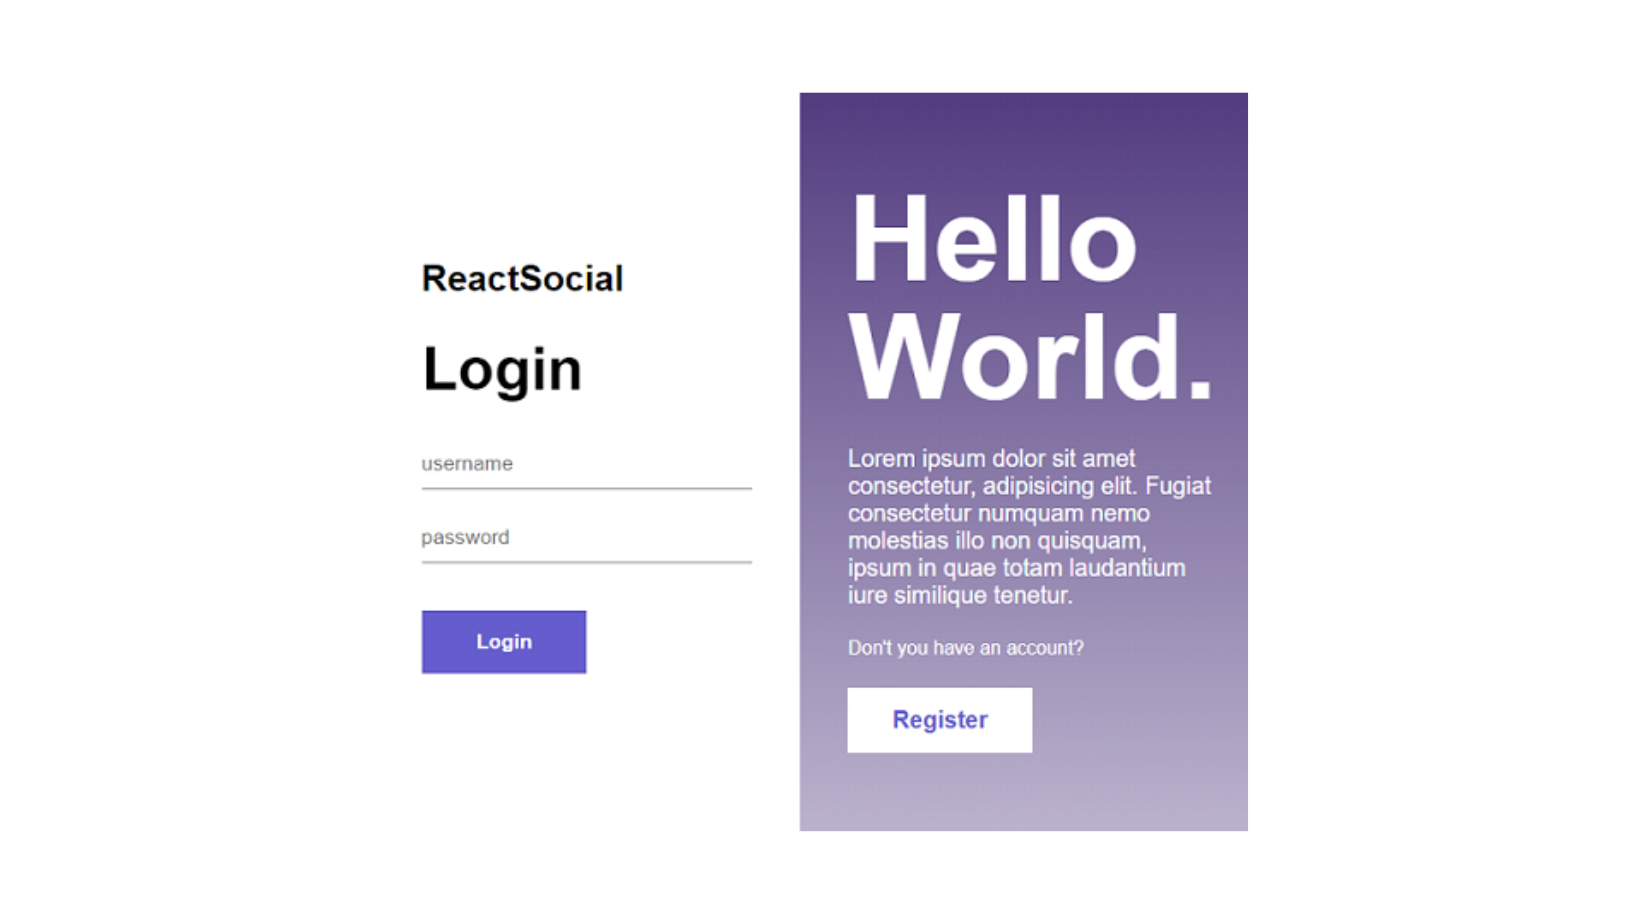 ReactSocial
Login
username
password
Login
Hello
World.
Lorem ipsum dolor sit amet
consectetur, adipisicing elit. Fugiat
consectetur numquam nemo
molestias illo non quisquam,
ipsum in quae totam laudantium
iure similique tenetur.
Don't you have an account?
Register